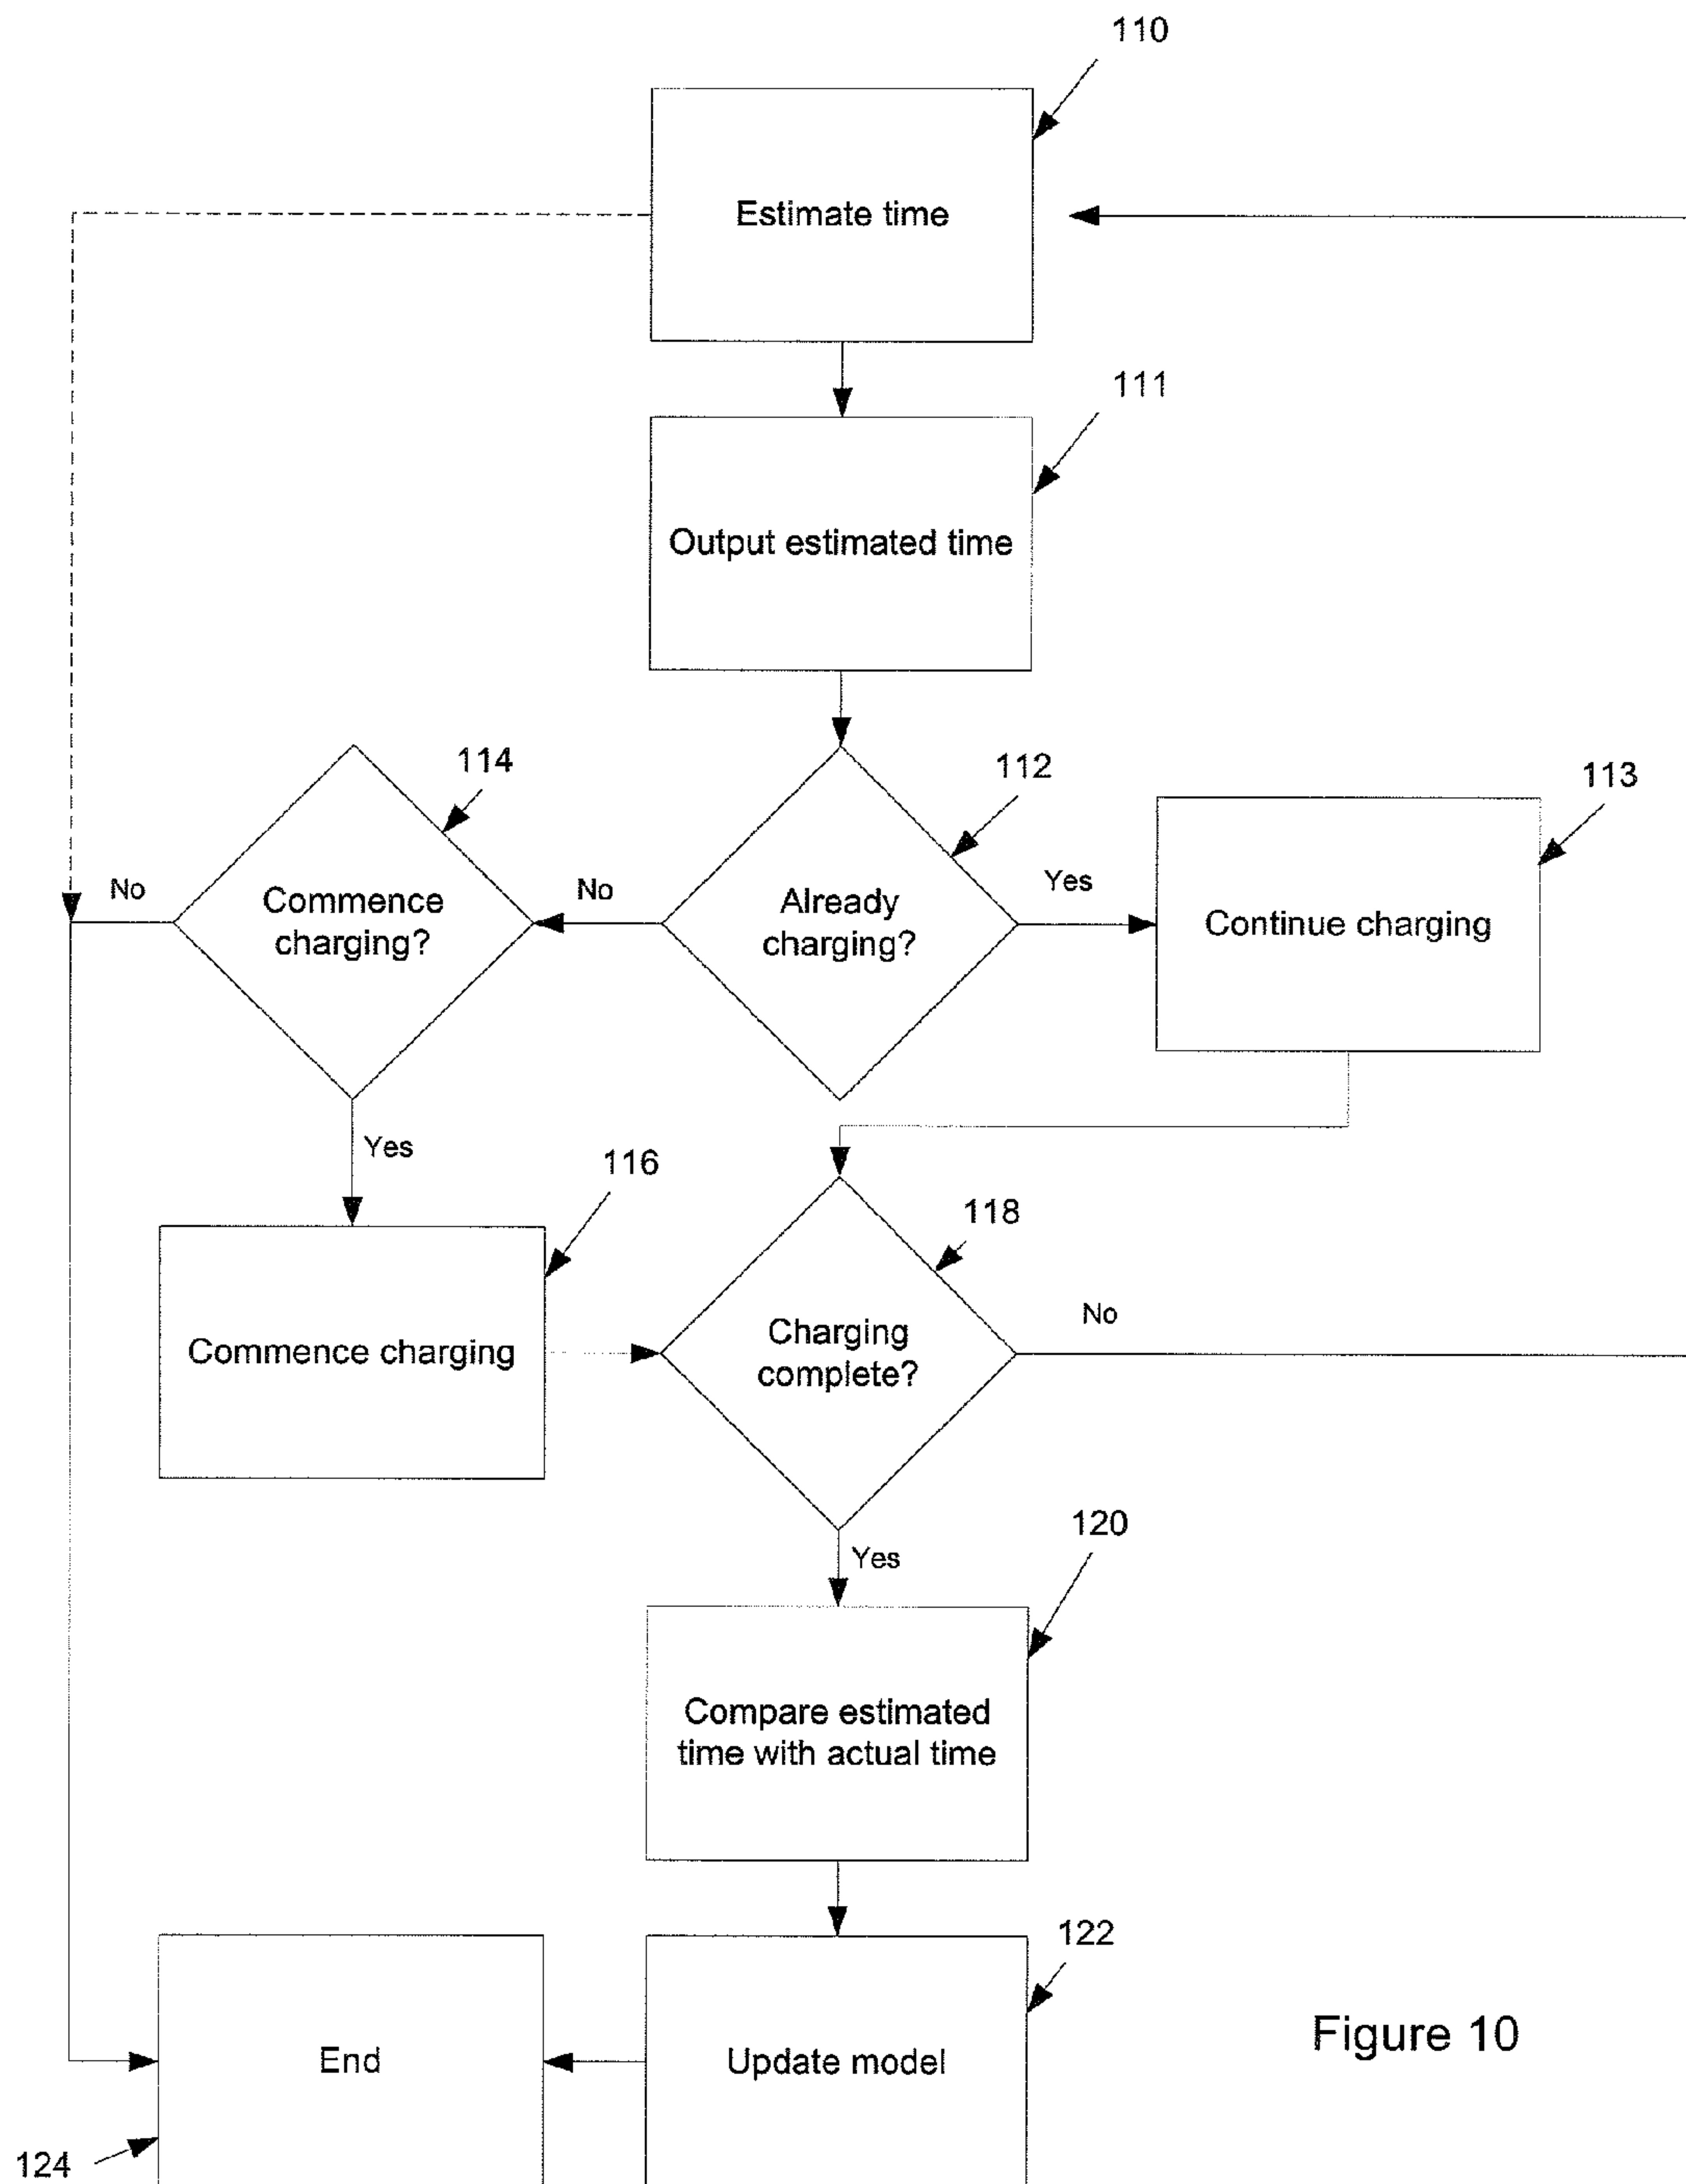 110
Estimate time
111
Output estimated time
114
112
113
No
Commence
charging?
No
Already
charging?
Yes
Continue charging
Yes
116
118
Commence charging
Charging
complete?
No
Yes
120
Compare estimated
time with actual time
122
End
Update model
Figure 10
124